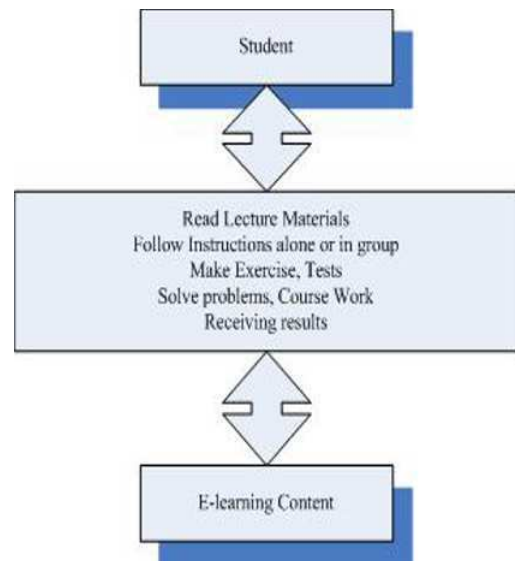 Student
Read Lecture Materials
Follow Instructions alone or in group
Make Exercise, Tests
Solve problems, Course Work
Receiving results
E-learning Content